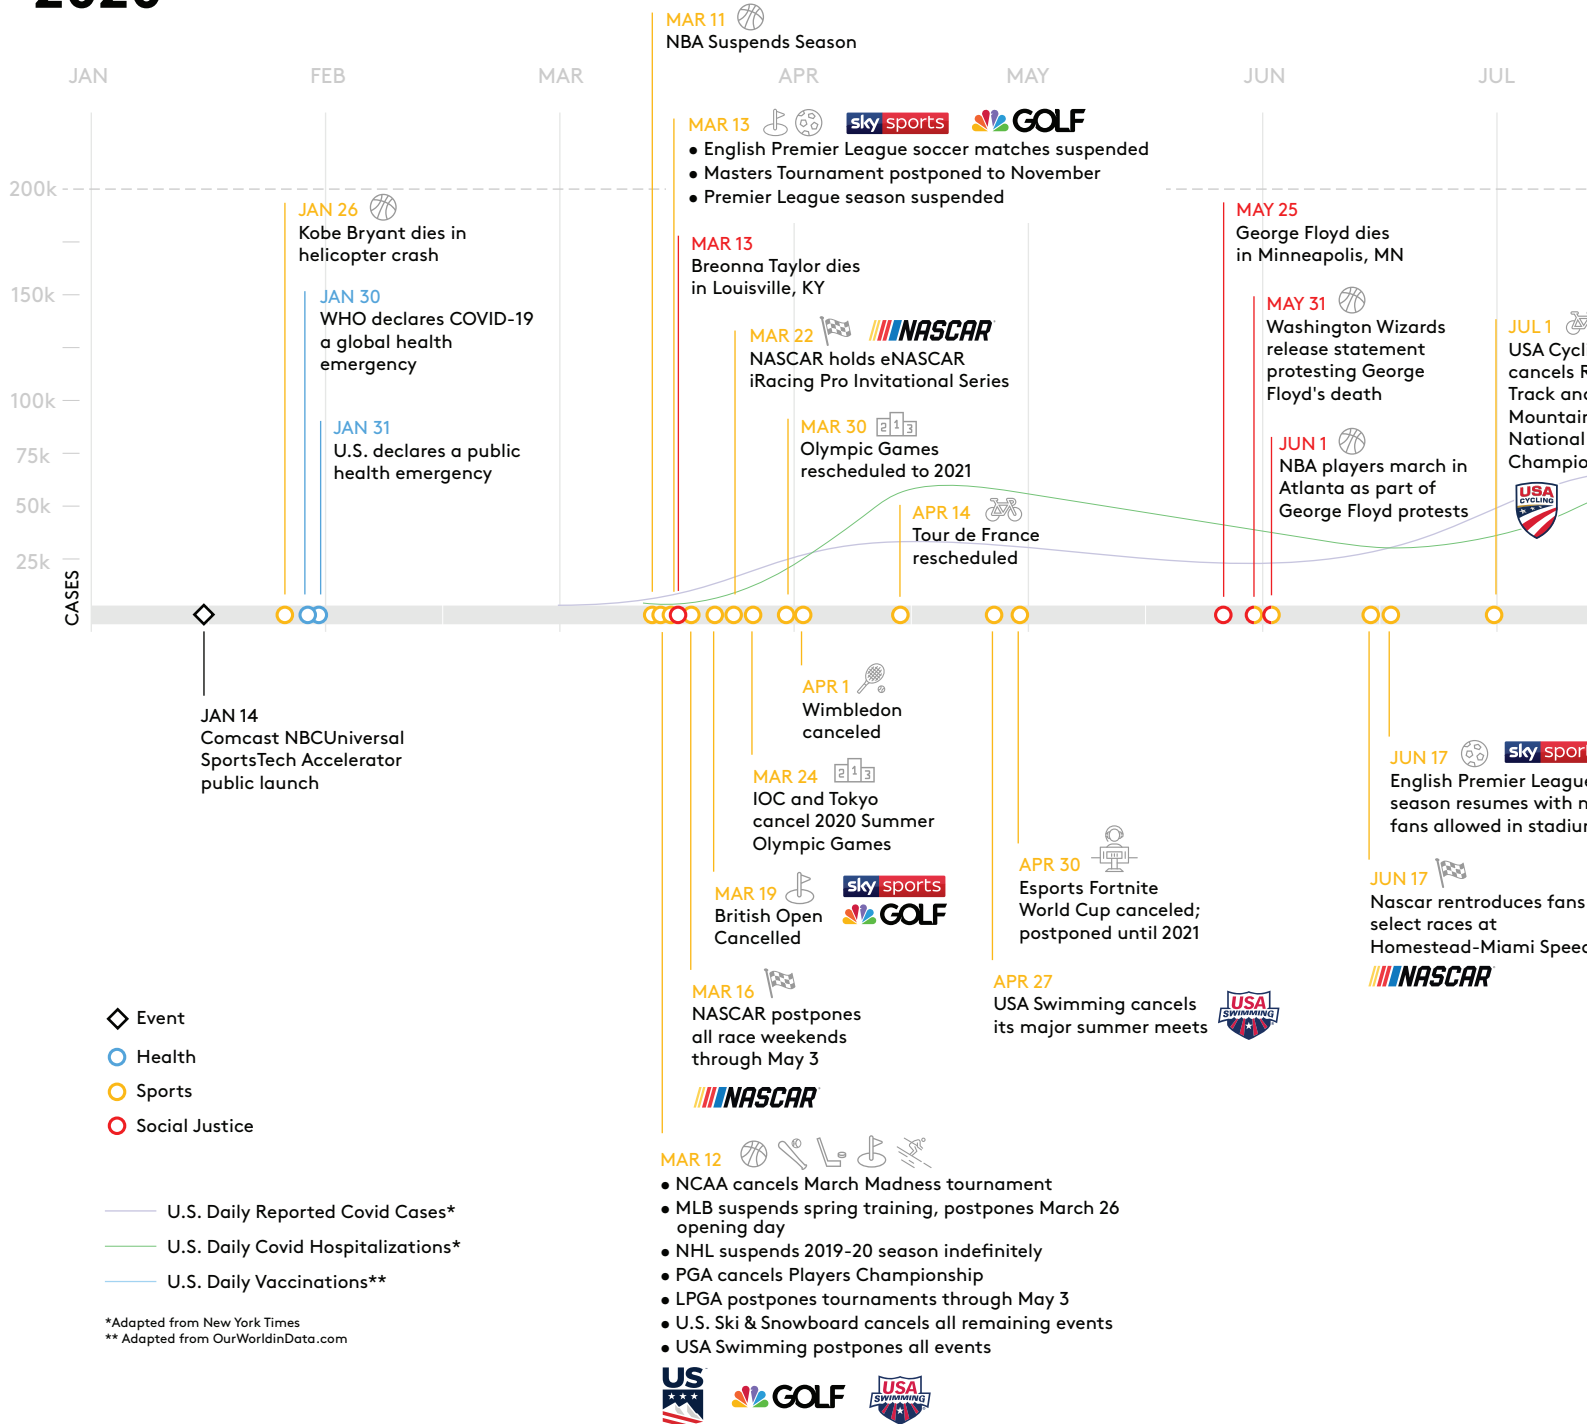 2020
MAR 11
NBA Suspends Season
JAN
FEB
MAR
APR
MAY
JUN
JUL
MAR 13
sky sports
GOLF
• English Premier League soccer matches suspended
• Masters Tournament postponed to November
• Premier League season suspended
200k
150k
100k
75k
50k
25k
CASES
JAN 26
Kobe Bryant dies in
helicopter crash
JAN 30
WHO declares COVID-19
a global health
emergency
JAN 31
U.S. declares a public
health emergency
MAR 13
Breonna Taylor dies
in Louisville, KY
MAR 22
NASCAR
NASCAR holds eNASCAR
iRacing Pro Invitational Series
MAR 30
2 1 3
Olympic Games
rescheduled to 2021
APR 14
Tour de France
rescheduled
MAY 25
George Floyd dies
in Minneapolis, MN
MAY 31
Washington Wizards
release statement
protesting George
Floyd's death
JUN 1
NBA players march in
Atlanta as part of
George Floyd protests
JUL 1
USA Cycl
cancels R
Track and
Mountain
National
Champio
USA
CYCLING
JAN 14
Comcast NBCUniversal
SportsTech Accelerator
public launch
APR 1
Wimbledon
canceled
MAR 24
2 1 3
IOC and Tokyo
cancel 2020 Summer
Olympic Games
MAR 19
sky sports
GOLF
British Open
Cancelled
MAR 16
NASCAR postpones
all race weekends
through May 3
NASCAR
APR 30
Esports Fortnite
World Cup canceled;
postponed until 2021
APR 27
USA Swimming cancels
its major summer meets
USA
SWIMMING
JUN 17
sky sport
English Premier League
season resumes with n
fans allowed in stadiu
JUN 17
Nascar rentroduces fans
select races at
Homestead-Miami Speed
NASCAR
Event
Health
Sports
Social Justice
U.S. Daily Reported Covid Cases*
U.S. Daily Covid Hospitalizations*
U.S. Daily Vaccinations**
*Adapted from New York Times
** Adapted from OurWorldinData.com
MAR 12
• NCAA cancels March Madness tournament
• MLB suspends spring training, postpones March 26
opening day
• NHL suspends 2019-20 season indefinitely
• PGA cancels Players Championship
• LPGA postpones tournaments through May 3
• U.S. Ski & Snowboard cancels all remaining events
• USA Swimming postpones all events
US
GOLF
USA
SWIMMING